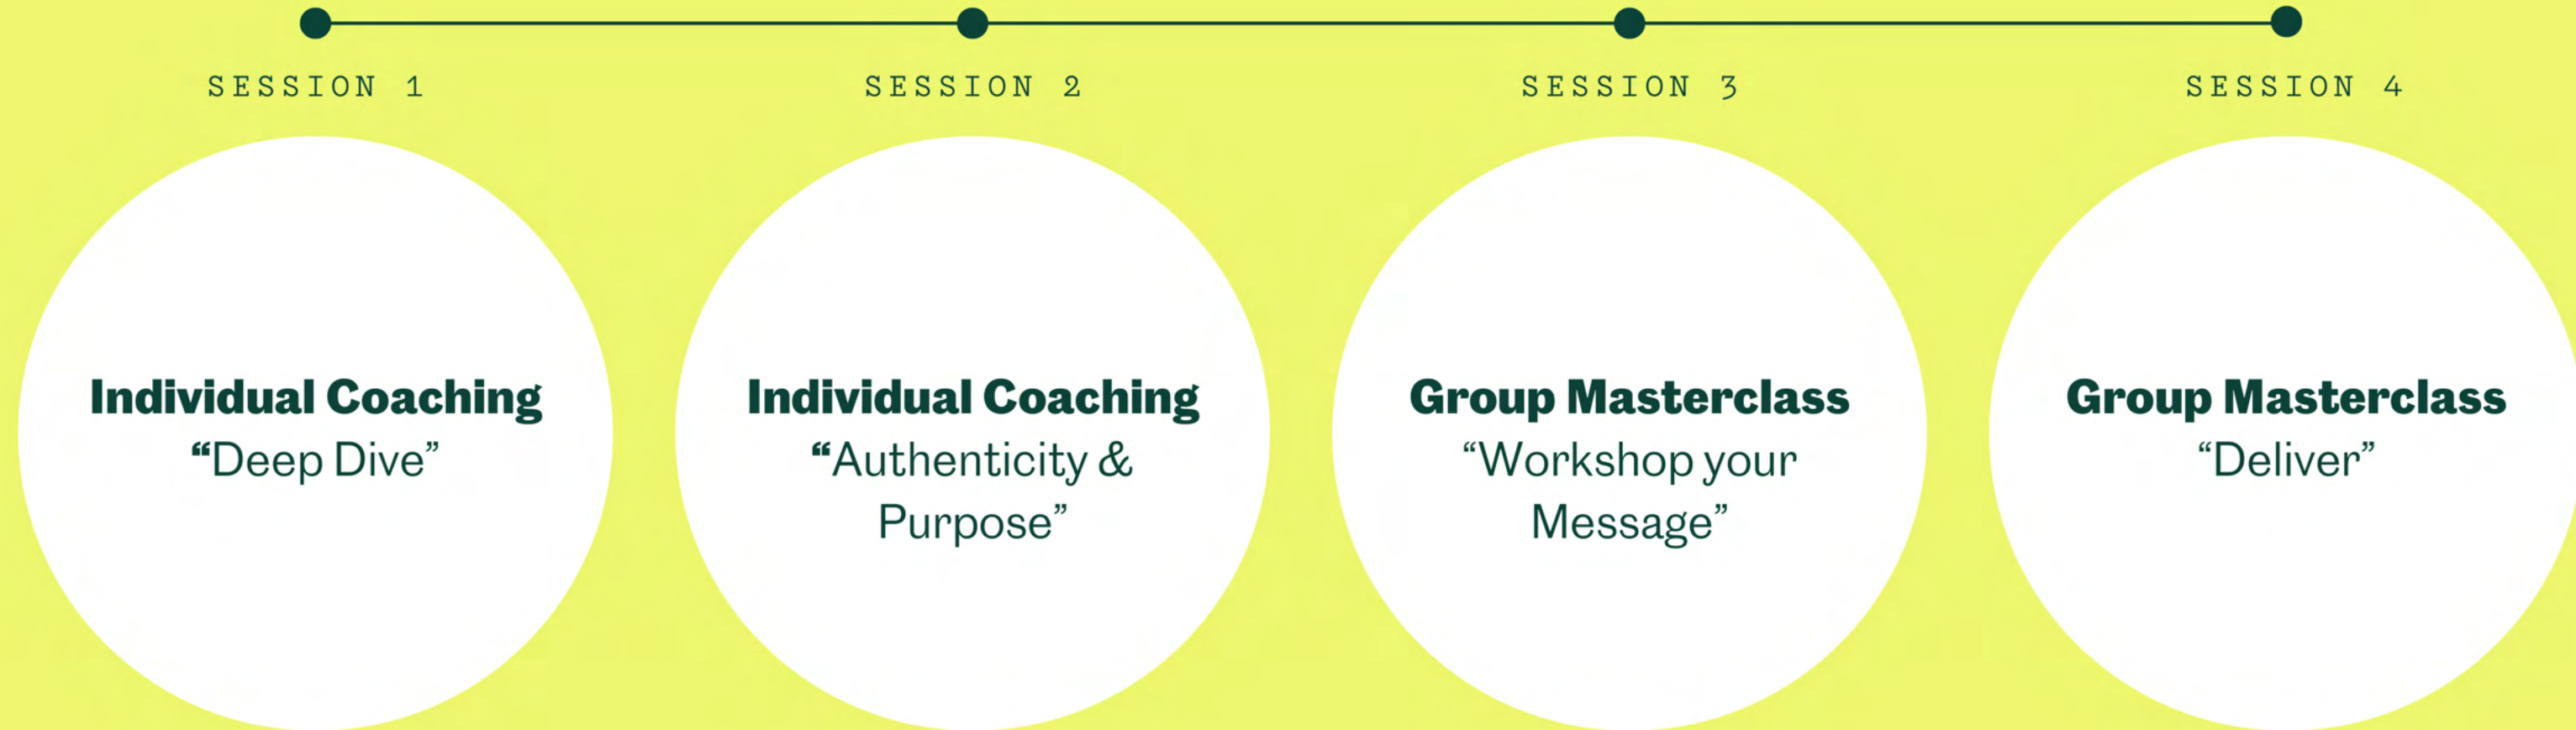 SESSION 1
SESSION 2
SESSION 3
SESSION 4
Individual Coaching
“Deep Dive”
Individual Coaching
“Authenticity &
Purpose”
Group Masterclass
“Workshop your
Message”
Group Masterclass
“Deliver”